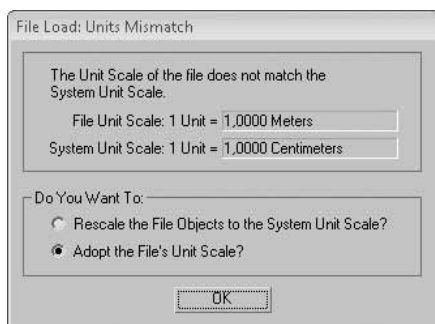 File Load: Units Mismatch
The Unit Scale of the file does not match the
System Unit Scale.
File Unit Scale: 1 Unit = 1,0000 Meters
System Unit Scale: 1 Unit = 1,0000 Centimeters
Do You Want To:
Rescale the File Objects to the System Unit Scale?
Adopt the File's Unit Scale?
OK